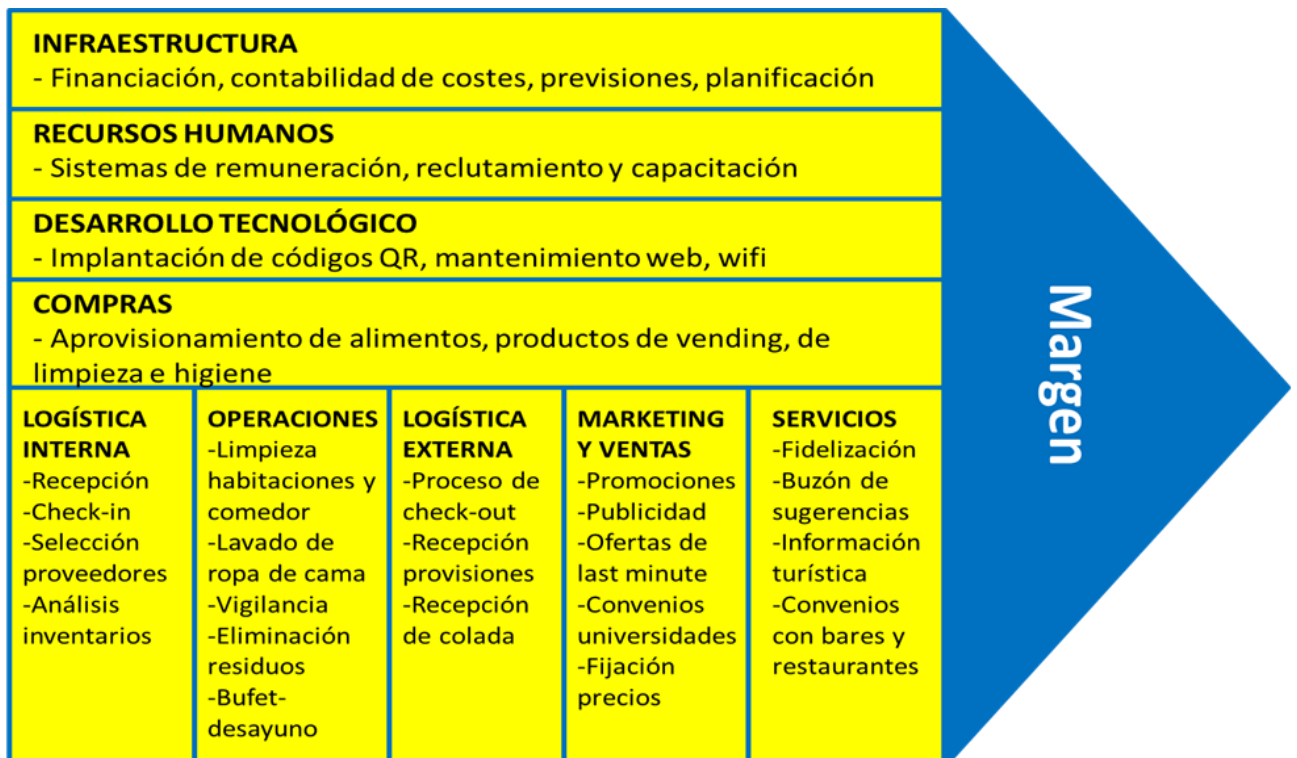 INFRAESTRUCTURA
- Financiación, contabilidad de costes, previsiones, planificación
RECURSOS HUMANOS
- Sistemas de remuneración, reclutamiento y capacitación
DESARROLLO TECNOLÓGICO
- Implantación de códigos QR, mantenimiento web, wifi
COMPRAS
- Aprovisionamiento de alimentos, productos de vending, de
limpieza e higiene
LOGÍSTICA
INTERNA
-Recepción
-Check-in
-Selección
proveedores
-Análisis
inventarios
OPERACIONES
-Limpieza
habitaciones y
comedor
-Lavado de
ropa de cama
-Vigilancia
-Eliminación
residuos
-Bufet-
desayuno
LOGÍSTICA
EXTERNA
-Proceso de
check-out
-Recepción
provisiones
-Recepción
de colada
MARKETING
Y VENTAS
-Promociones
-Publicidad
-Ofertas de
last minute
-Convenios
universidades
-Fijación
precios
SERVICIOS
-Fidelización
-Buzón de
sugerencias
-Información
turística
-Convenios
con bares y
restaurantes
Margen